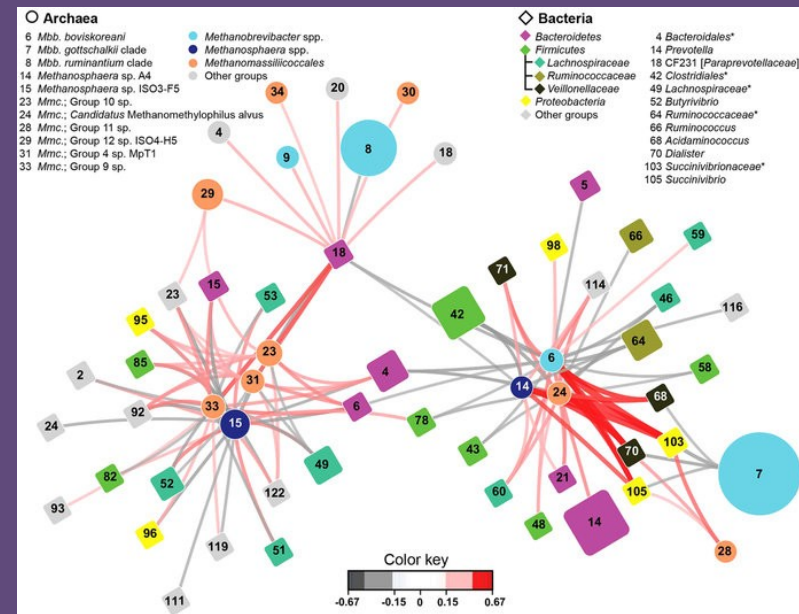 Archaea
6 Mbb. boviskoreani
7 Mbb. gottschalkii clade
8 Mbb. ruminantium clade
14 Methanosphaera sp. A4
15 Methanosphaera sp. ISO3-F5
23 Mmc.; Group 10 sp.
24 Mmc.; Candidatus Methanomethylophilus alvus
28 Mmc.; Group 11 sp.
29 Mmc.; Group 12 sp. ISO4-H5
31 Mmc.; Group 4 sp. MpT1
33 Mmc.; Group 9 sp.
Methanobrevibacter spp.
Methanosphaera spp.
Methanomassiliicoccales
Other groups
Bacteria
Bacteroidetes
Firmicutes
Lachnospiraceae
Ruminococcaceae
Veillonellaceae
Proteobacteria
Other groups
4 Bacteroidales*
14 Prevotella
18 CF231 [Paraprevotellaceae]
42 Clostridiales*
49 Lachnospiraceae*
52 Butyrivibrio
64 Ruminococcaceae*
66 Ruminococcus
68 Acidaminococcus
70 Dialister
103 Succinivibrionaceae*
105 Succinivibrio
34
20
30
4
9
8
18
29
18
5
66
59
98
71
114
46
116
23
15
53
42
95
64
85
23
6
58
2
31
4
14
24
68
33
15
6
92
78
24
43
70
103
7
82
52
49
122
60
21
105
93
96
119
51
48
14
28
111
Color key
-0.67 -0.15 0 0.15 0.67